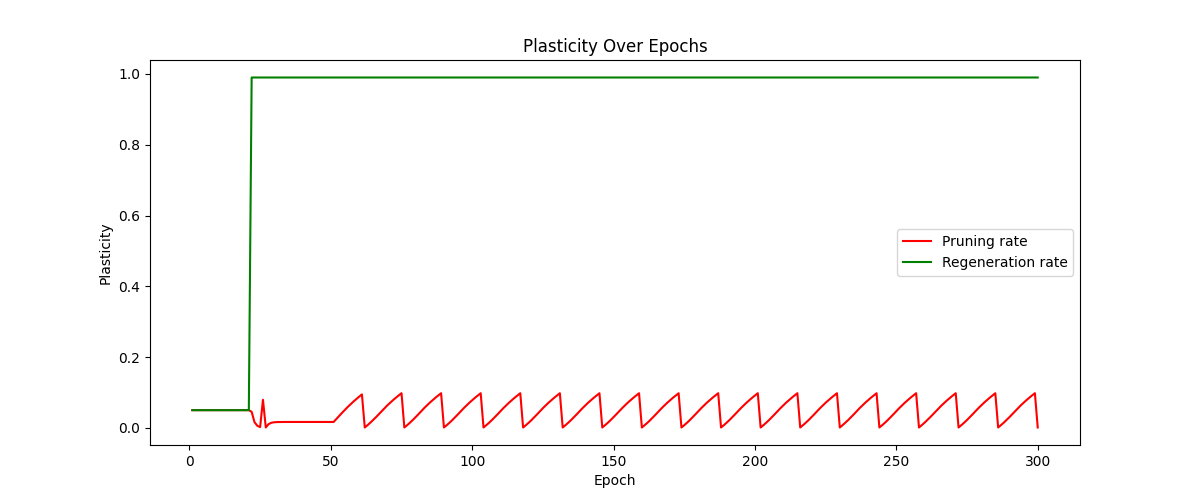 Plasticity Over Epochs
Plasticity
1.0
0.8
0.6
0.4
0.2
0.0
Pruning rate
Regeneration rate
0 50 100 150 200 250 300
Epoch